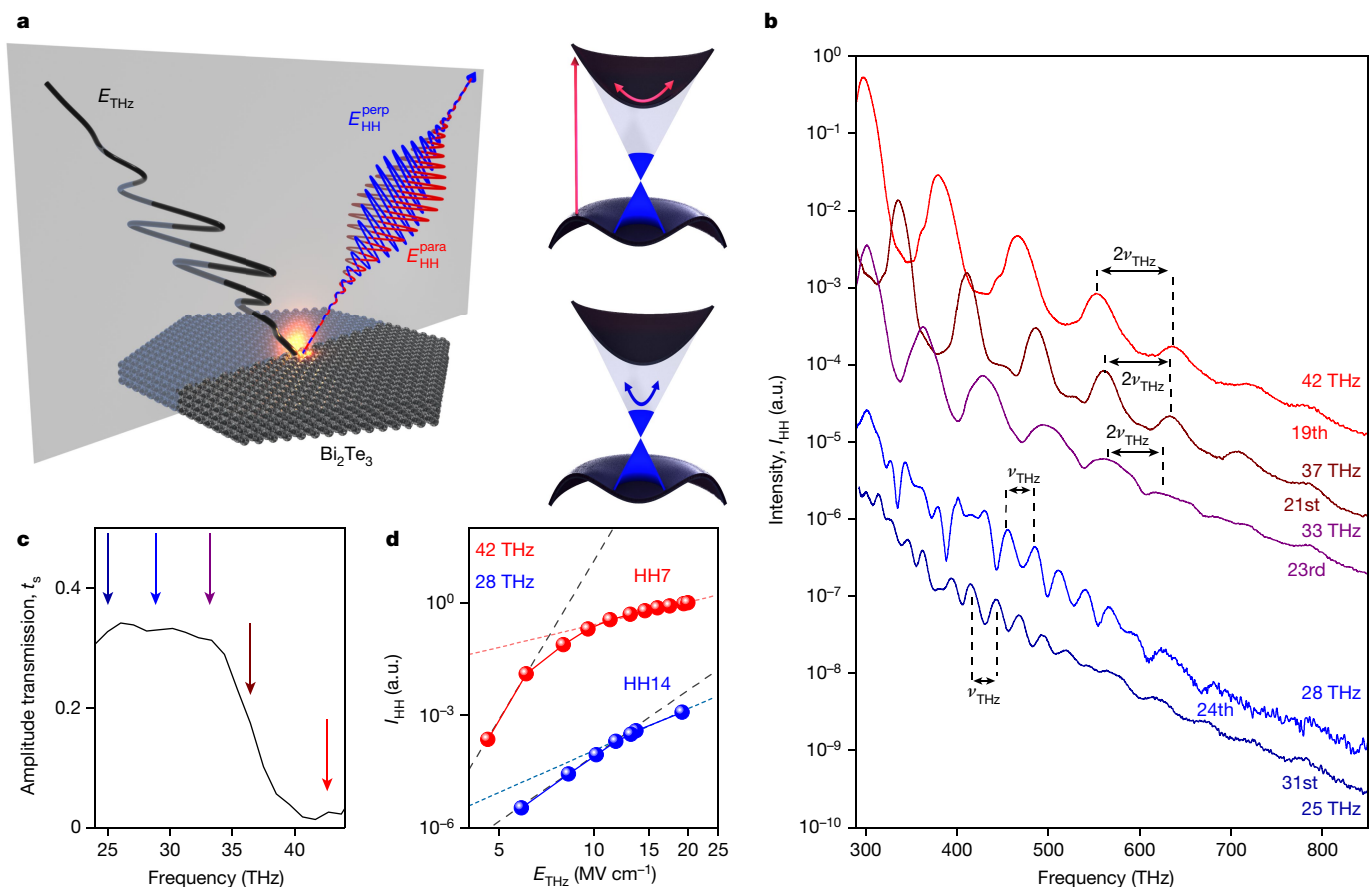 a
E_THz
E_HH^perp
E_HH^para
Bi₂Te₃
b
Intensity, I_HH (a.u.)
10⁰
10⁻¹
10⁻²
10⁻³
10⁻⁴
10⁻⁵
10⁻⁶
10⁻⁷
10⁻⁸
10⁻⁹
10⁻¹⁰
2ν_THz
2ν_THz
2ν_THz
ν_THz
ν_THz
42 THz
19th
37 THz
21st
33 THz
23rd
28 THz
24th
31st
25 THz
300 400 500 600 700 800
Frequency (THz)
c
Amplitude transmission, t_s
0.4
0.2
0
25 30 35 40
Frequency (THz)
d
42 THz
28 THz
HH7
HH14
I_HH (a.u.)
10⁰
10⁻³
10⁻⁶
5 10 15 20 25
E_THz (MV cm⁻¹)